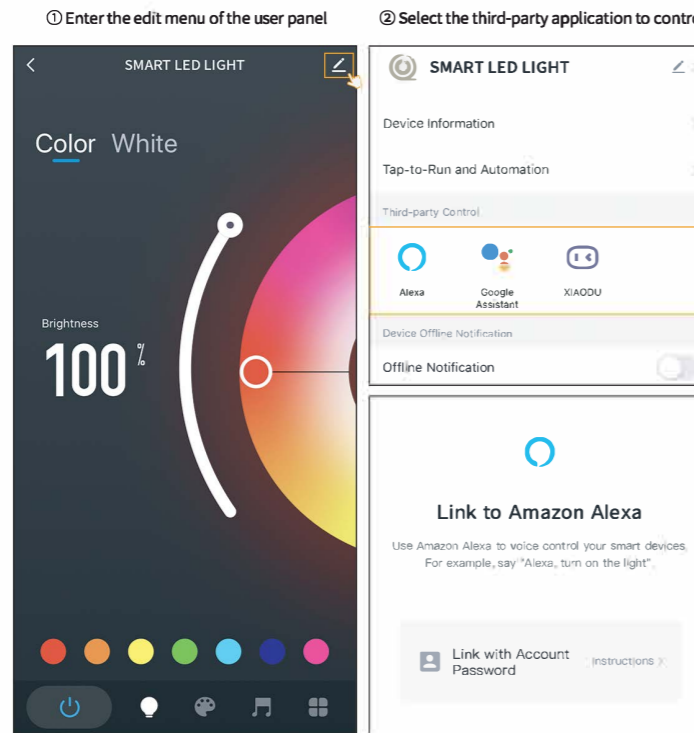 ① Enter the edit menu of the user panel
② Select the third-party application to contro
SMART LED LIGHT
Color White
Brightness
100 %
SMART LED LIGHT
Device Information
Tap-to-Run and Automation
Third-party Control
Alexa
Google Assistant
XIAODU
Device Offline Notification
Offline Notification
Link to Amazon Alexa
Use Amazon Alexa to voice control your smart devices.
For example, say "Alexa, turn on the light".
Link with Account
Password
Instructions